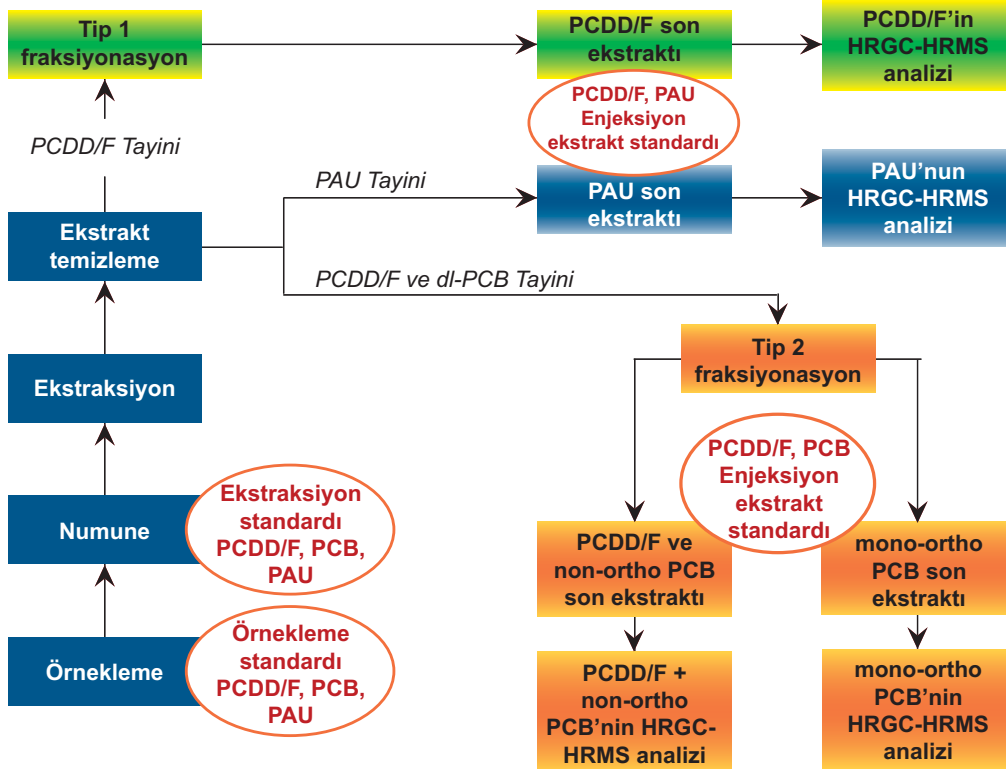 Tip 1
fraksiyonasyon
PCDD/F son
ekstraktı
PCDD/F’in
HRGC-HRMS
analizi
PCDD/F, PAU
Enjeksiyon
ekstrakt standardı
PCDD/F Tayini
PAU Tayini
PAU son
ekstraktı
PAU’nun
HRGC-HRMS
analizi
Ekstrakt
temizleme
PCDD/F ve dl-PCB Tayini
Tip 2
fraksiyonasyon
Ekstraksiyon
PCDD/F, PCB
Enjeksiyon
ekstrakt
standardı
Numune
Ekstraksiyon
standardı
PCDD/F, PCB,
PAU
PCDD/F ve
non-ortho PCB
son ekstraktı
mono-ortho
PCB son
ekstraktı
Örnekleme
Örnekleme
standardı
PCDD/F, PCB,
PAU
PCDD/F +
non-ortho
PCB’nin HRGC-
HRMS analizi
mono-ortho
PCB’nin
HRGC-HRMS
analizi